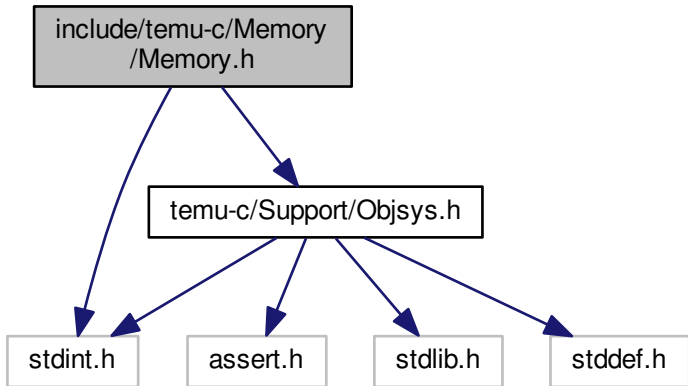 include/temu-c/Memory
/Memory.h
temu-c/Support/Objsys.h
stdint.h
assert.h
stdlib.h
stddef.h